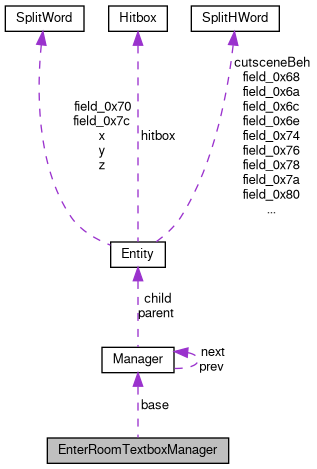 SplitWord
Hitbox
SplitHWord
field_0x70
field_0x7c
x
y
z
hitbox
cutsceneBeh
field_0x68
field_0x6a
field_0x6c
field_0x6e
field_0x74
field_0x76
field_0x78
field_0x7a
field_0x80
...
Entity
child
parent
Manager
next
prev
base
EnterRoomTextboxManager